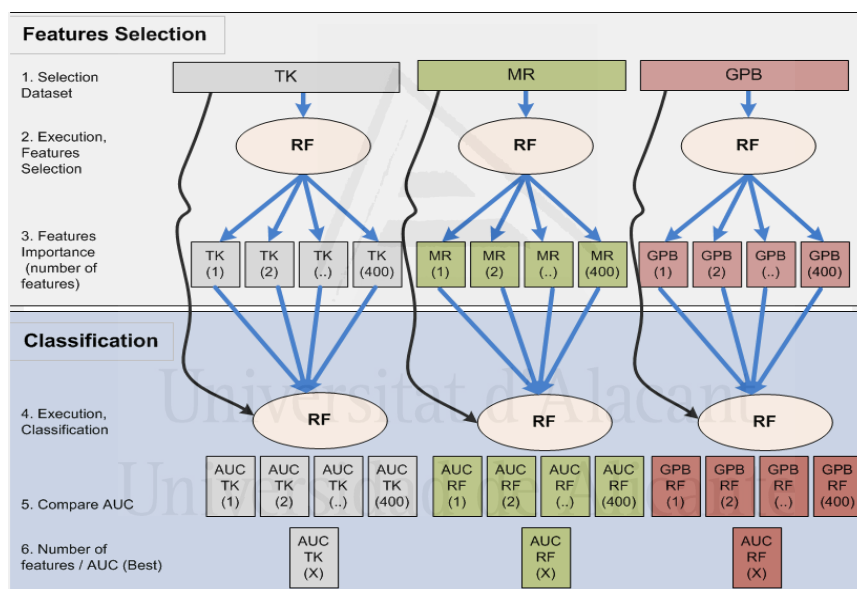 Features Selection
1. Selection
Dataset
TK
MR
GPB
2. Execution,
Features
Selection
RF
RF
RF
3. Features
Importance
(number of
features)
TK
(1)
TK
(2)
TK
(..)
TK
(400)
MR
(1)
MR
(2)
MR
(..)
MR
(400)
GPB
(1)
GPB
(2)
GPB
(..)
GPB
(400)
Classification
Universitat d'Alacant
Universidad de Alicante
4. Execution,
Classification
RF
RF
RF
5. Compare AUC
AUC
TK
(1)
AUC
TK
(2)
AUC
TK
(..)
AUC
TK
(400)
AUC
RF
(1)
AUC
RF
(2)
AUC
RF
(..)
AUC
RF
(400)
GPB
RF
(1)
GPB
RF
(2)
GPB
RF
(..)
GPB
RF
(400)
6. Number of
features / AUC (Best)
AUC
TK
(X)
AUC
RF
(X)
AUC
RF
(X)